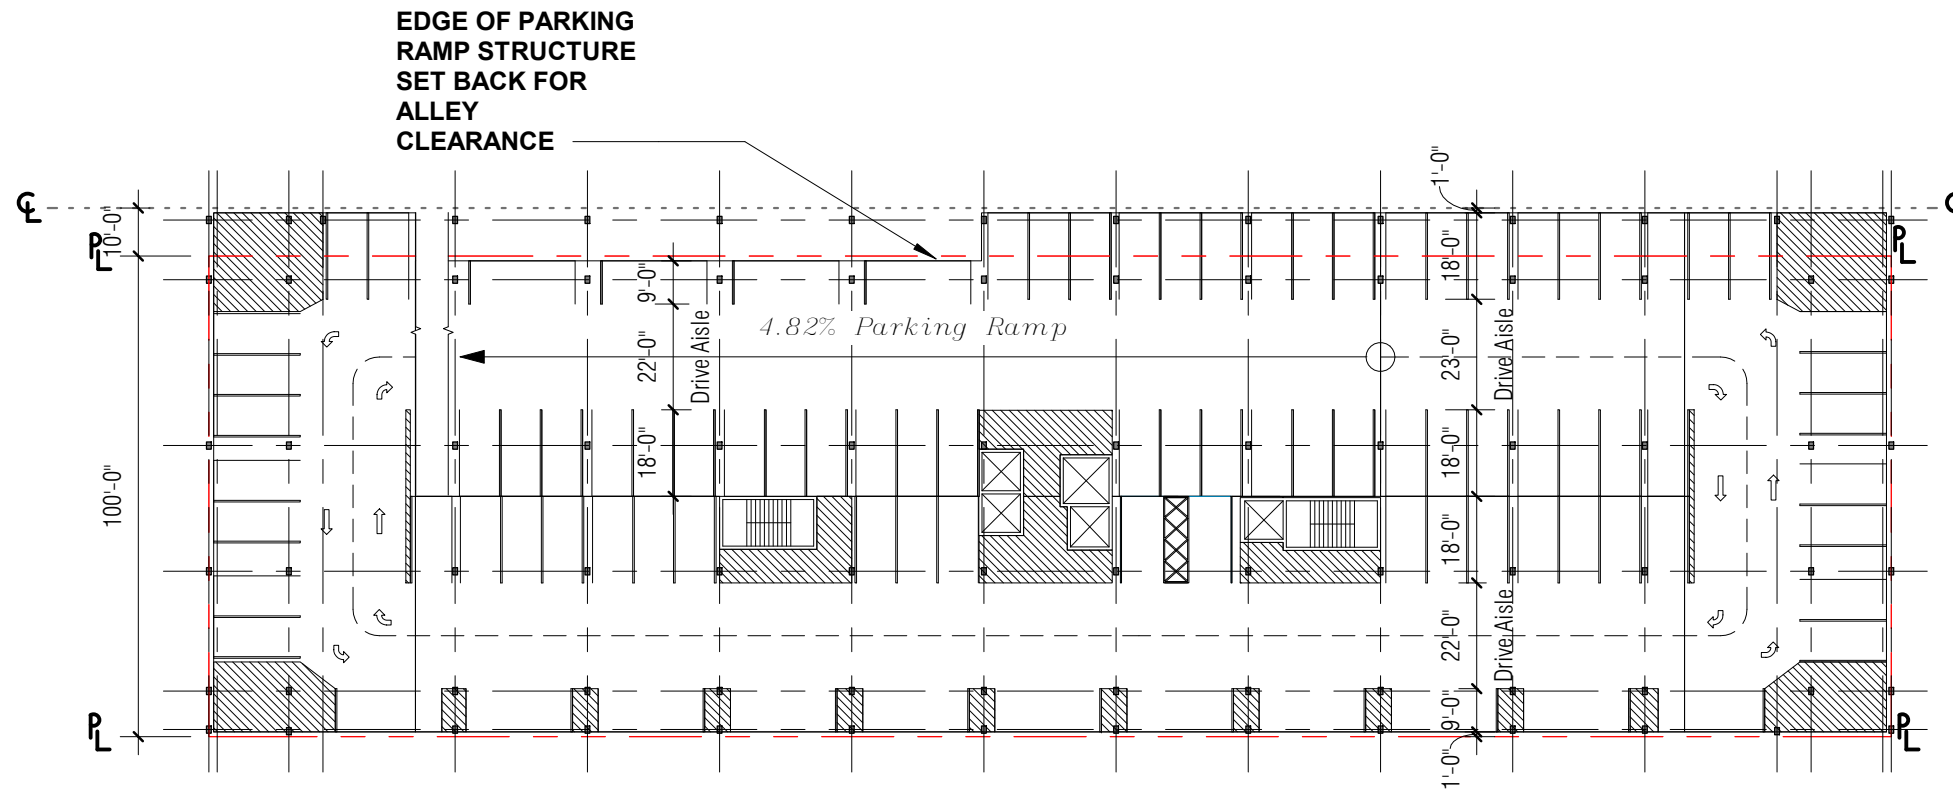 EDGE OF PARKING
RAMP STRUCTURE
SET BACK FOR
ALLEY
CLEARANCE
1'-0"
CL
10'-0"
PL
PL
18'-0"
9'-0"
4.82% Parking Ramp
22'-0"
Drive Aisle
23'-0"
Drive Aisle
18'-0"
18'-0"
100'-0"
18'-0"
22'-0"
Drive Aisle
9'-0"
PL
PL
1'-0"